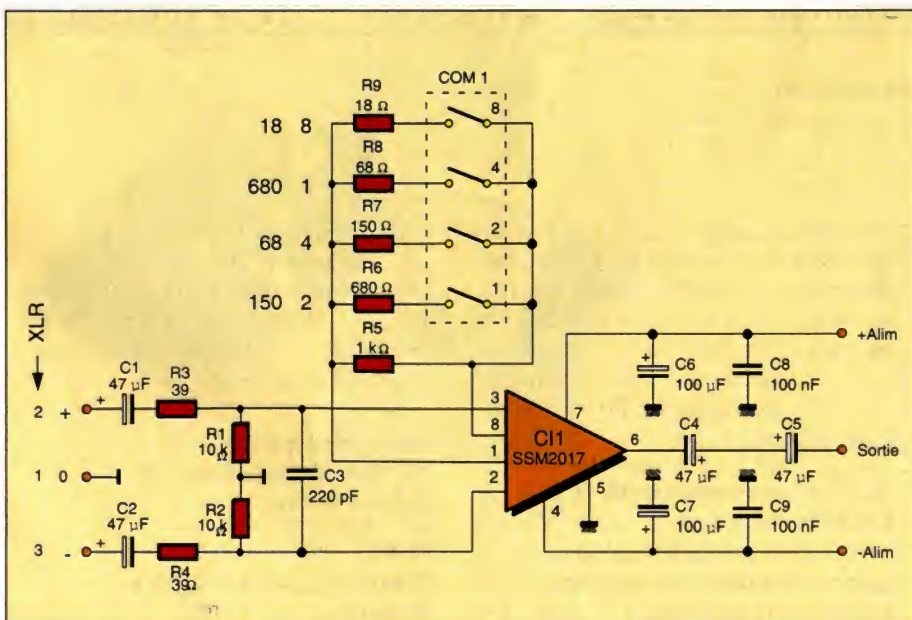 COM 1
R9
18 Ω
18 8
8
R8
68 Ω
680 1
4
R7
150 Ω
68 4
2
R6
680 Ω
150 2
1
R5
1 kΩ
XLR
+Alim
C6
100 µF
C8
100 nF
7
C1
47 µF
R3
39
2 +
+
3
R1
10 k
Ω
8
CI1
SSM2017
6
C4
47 µF
C5
47 µF
Sortie
1 0
C3
220 pF
1
2
5
4
R2
10 k
Ω
C2
47 µF
C7
100 µF
C9
100 nF
3 -
+
R4
39Ω
-Alim